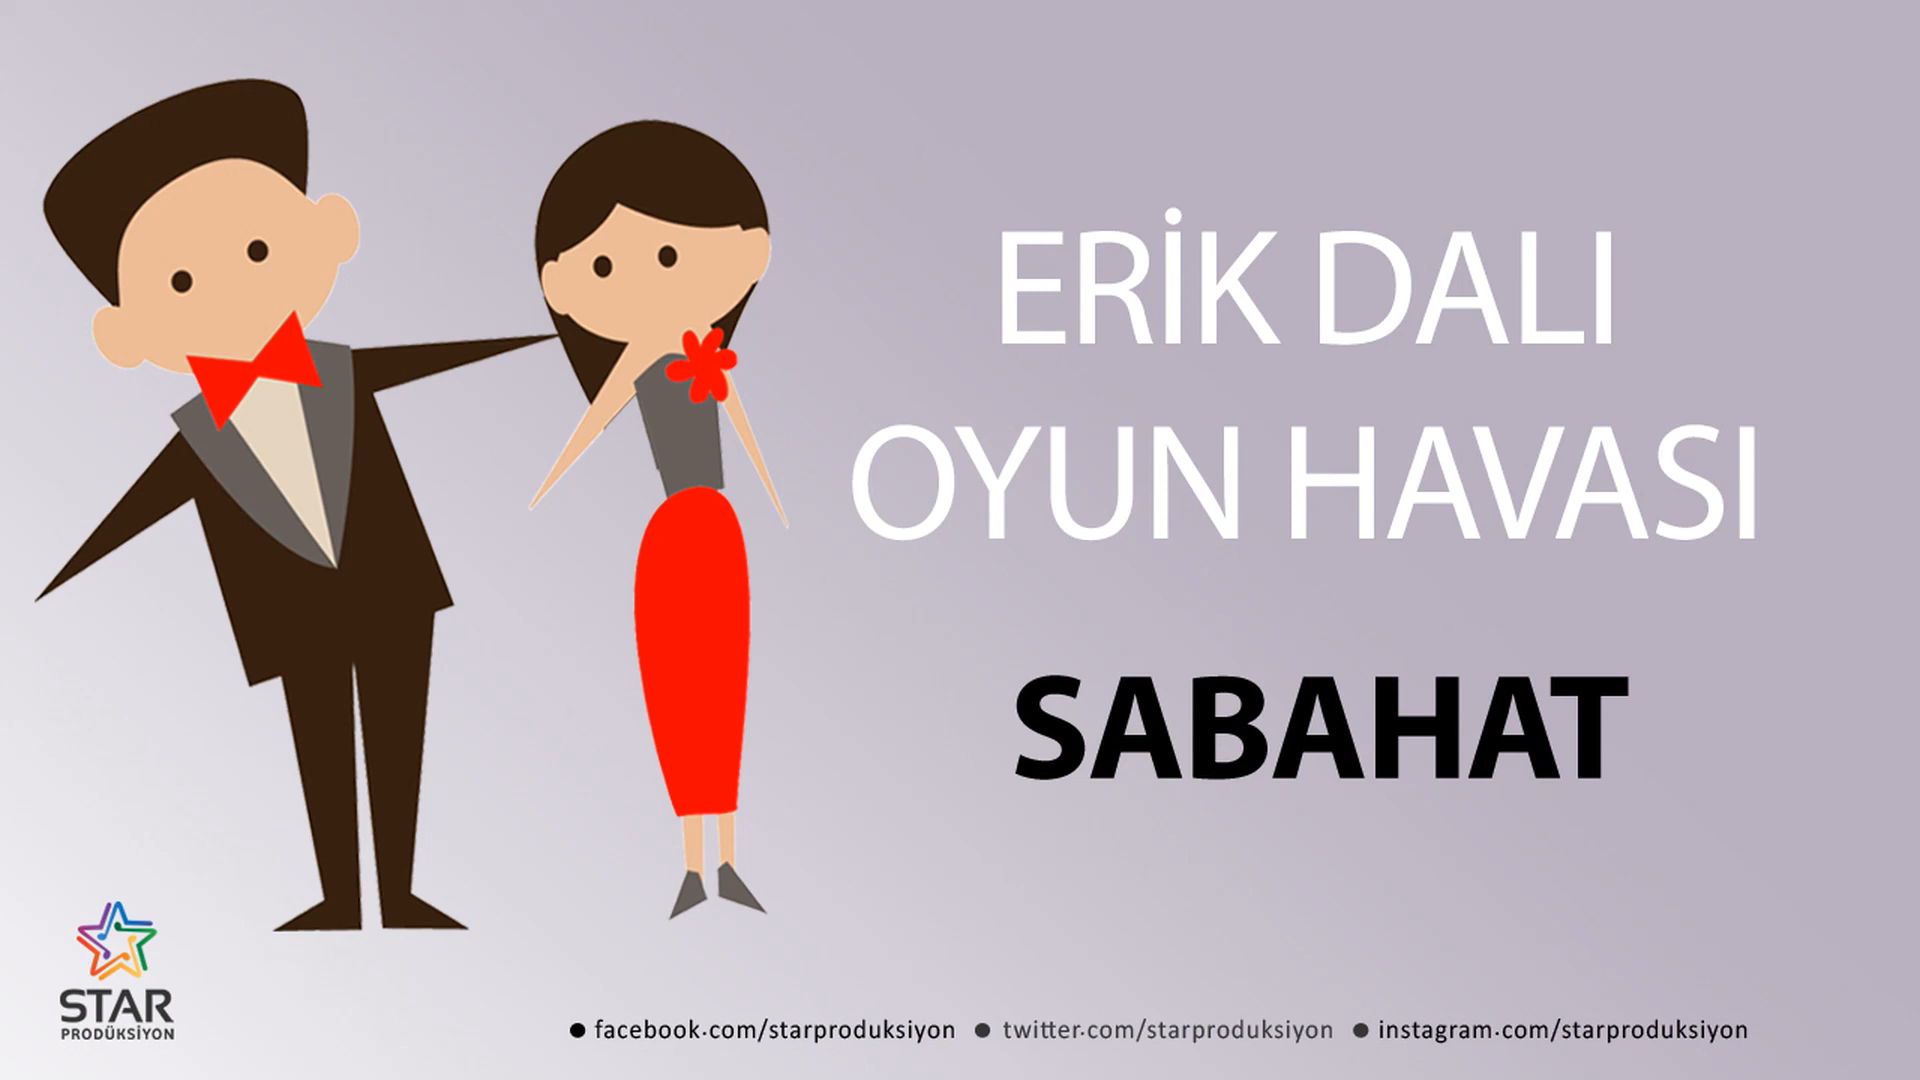 ERİK DALI
OYUN HAVASI
SABAHAT
STAR
PRODÜKSİYON
● facebook.com/starproduksiyon ● twitter.com/starproduksiyon ● instagram.com/starproduksiyon